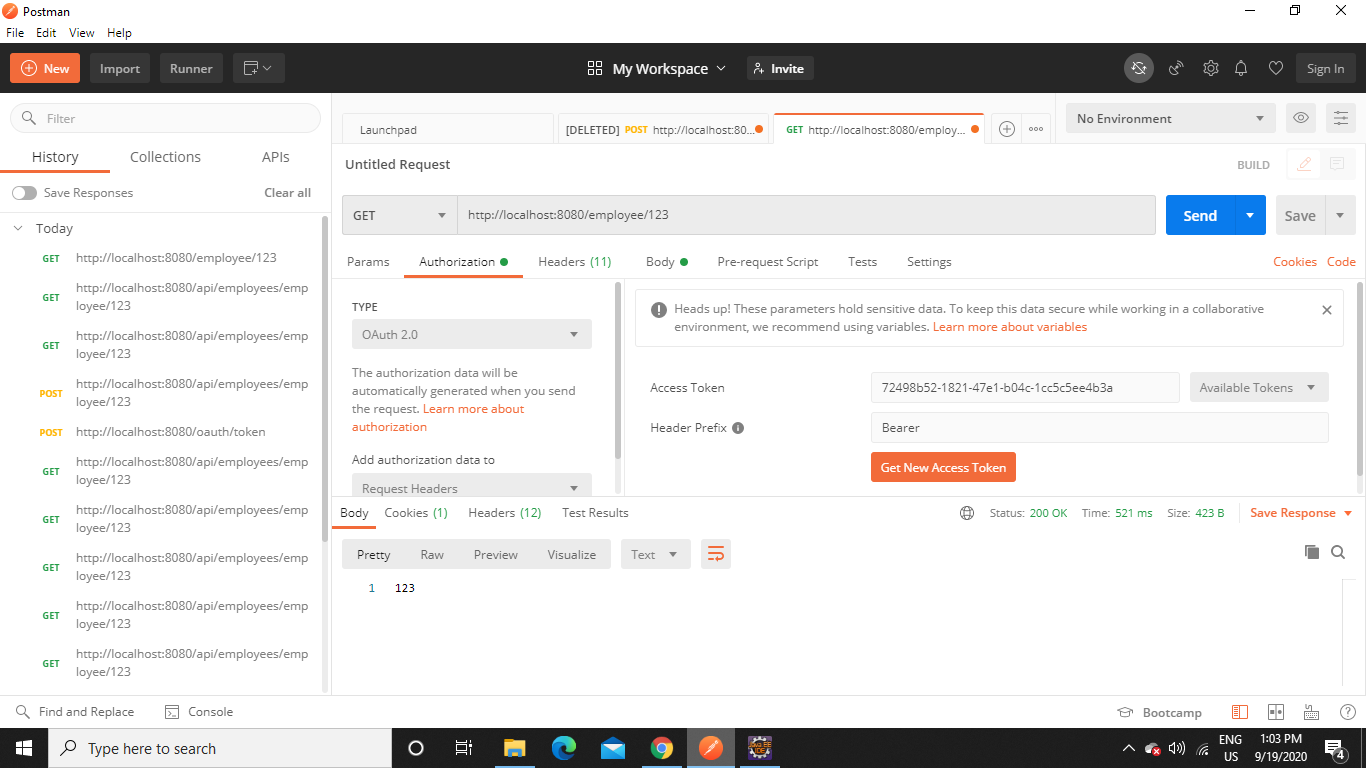 Postman
File Edit View Help
New Import Runner My Workspace Invite Sign In
Filter
History Collections APIs
Save Responses Clear all
Today
GET http://localhost:8080/employee/123
GET http://localhost:8080/api/employees/emp
loyee/123
GET http://localhost:8080/api/employees/emp
loyee/123
POST http://localhost:8080/api/employees/emp
loyee/123
POST http://localhost:8080/oauth/token
GET http://localhost:8080/api/employees/emp
loyee/123
GET http://localhost:8080/api/employees/emp
loyee/123
GET http://localhost:8080/api/employees/emp
loyee/123
GET http://localhost:8080/api/employees/emp
loyee/123
GET http://localhost:8080/api/employees/emp
loyee/123
Launchpad [DELETED] POST http://localhost:80... GET http://localhost:8080/employ... No Environment
Untitled Request BUILD
GET http://localhost:8080/employee/123 Send Save
Params Authorization Headers (11) Body Pre-request Script Tests Settings Cookies Code
TYPE
OAuth 2.0
The authorization data will be
automatically generated when you send
the request. Learn more about
authorization
Add authorization data to
Request Headers
Heads up! These parameters hold sensitive data. To keep this data secure while working in a collaborative
environment, we recommend using variables. Learn more about variables
Access Token 72498b52-1821-47e1-b04c-1cc5c5ee4b3a Available Tokens
Header Prefix Bearer
Get New Access Token
Body Cookies (1) Headers (12) Test Results Status: 200 OK Time: 521 ms Size: 423 B Save Response
Pretty Raw Preview Visualize Text
1 123
Find and Replace Console Bootcamp
Type here to search
ENG
US
1:03 PM
9/19/2020
4